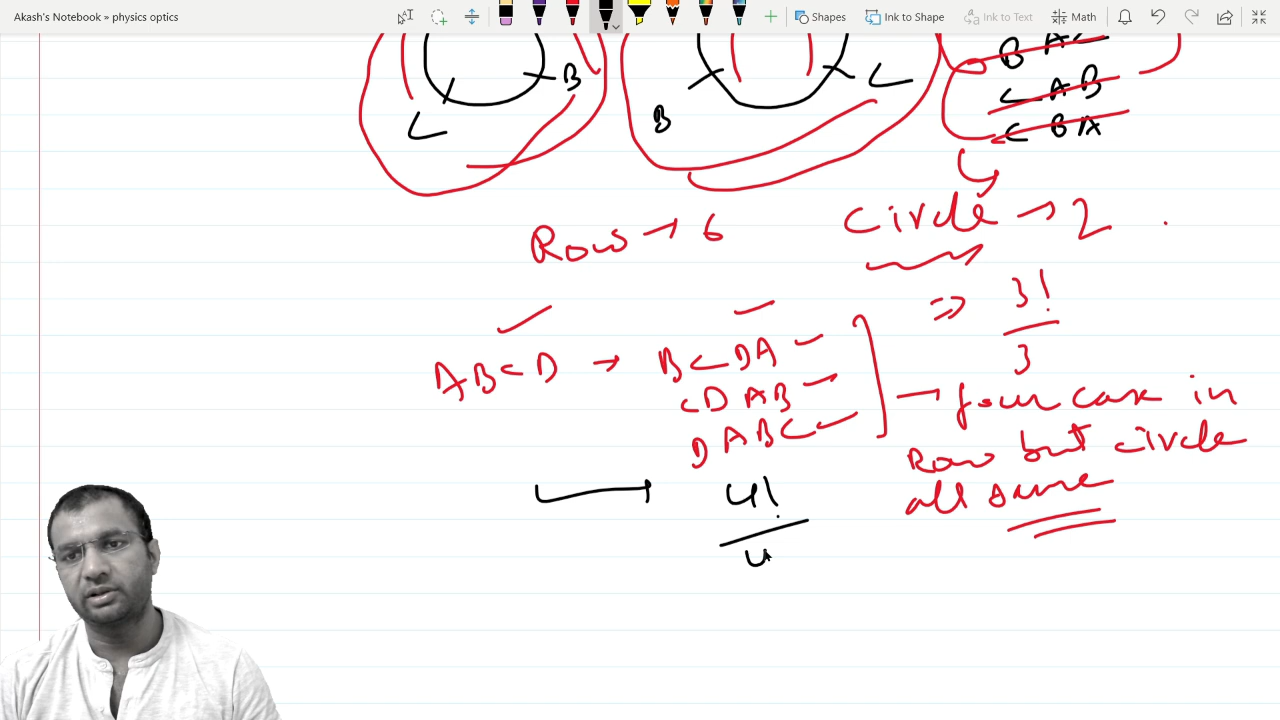 Akash's Notebook » physics optics
Shapes Ink to Shape Ink to Text Math
B A C
C A B
C B A
B
C
B
C
Row → 6
Circle → 2
⇒ 3!
3
ABCD → BCDA
CDAB
DABC
→ four case in
Row but circle
all same
4!
4